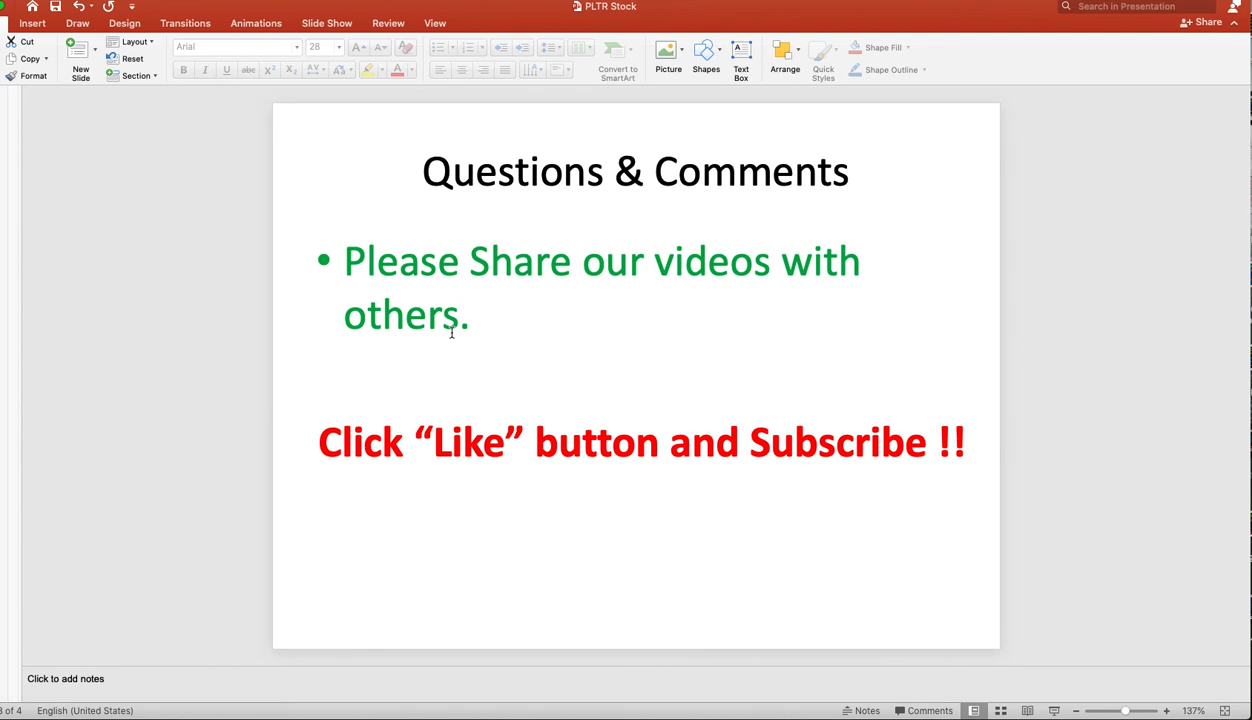 PLTR Stock
Search in Presentation
Insert Draw Design Transitions Animations Slide Show Review View
Share
Cut
Copy
Format
New Slide
Layout
Reset
Section
Arial
28
Convert to SmartArt
Picture
Shapes
Text Box
Arrange
Quick Styles
Shape Fill
Shape Outline
Questions & Comments
• Please Share our videos with
others.
Click “Like” button and Subscribe !!
Click to add notes
3 of 4 English (United States)
Notes Comments 137%